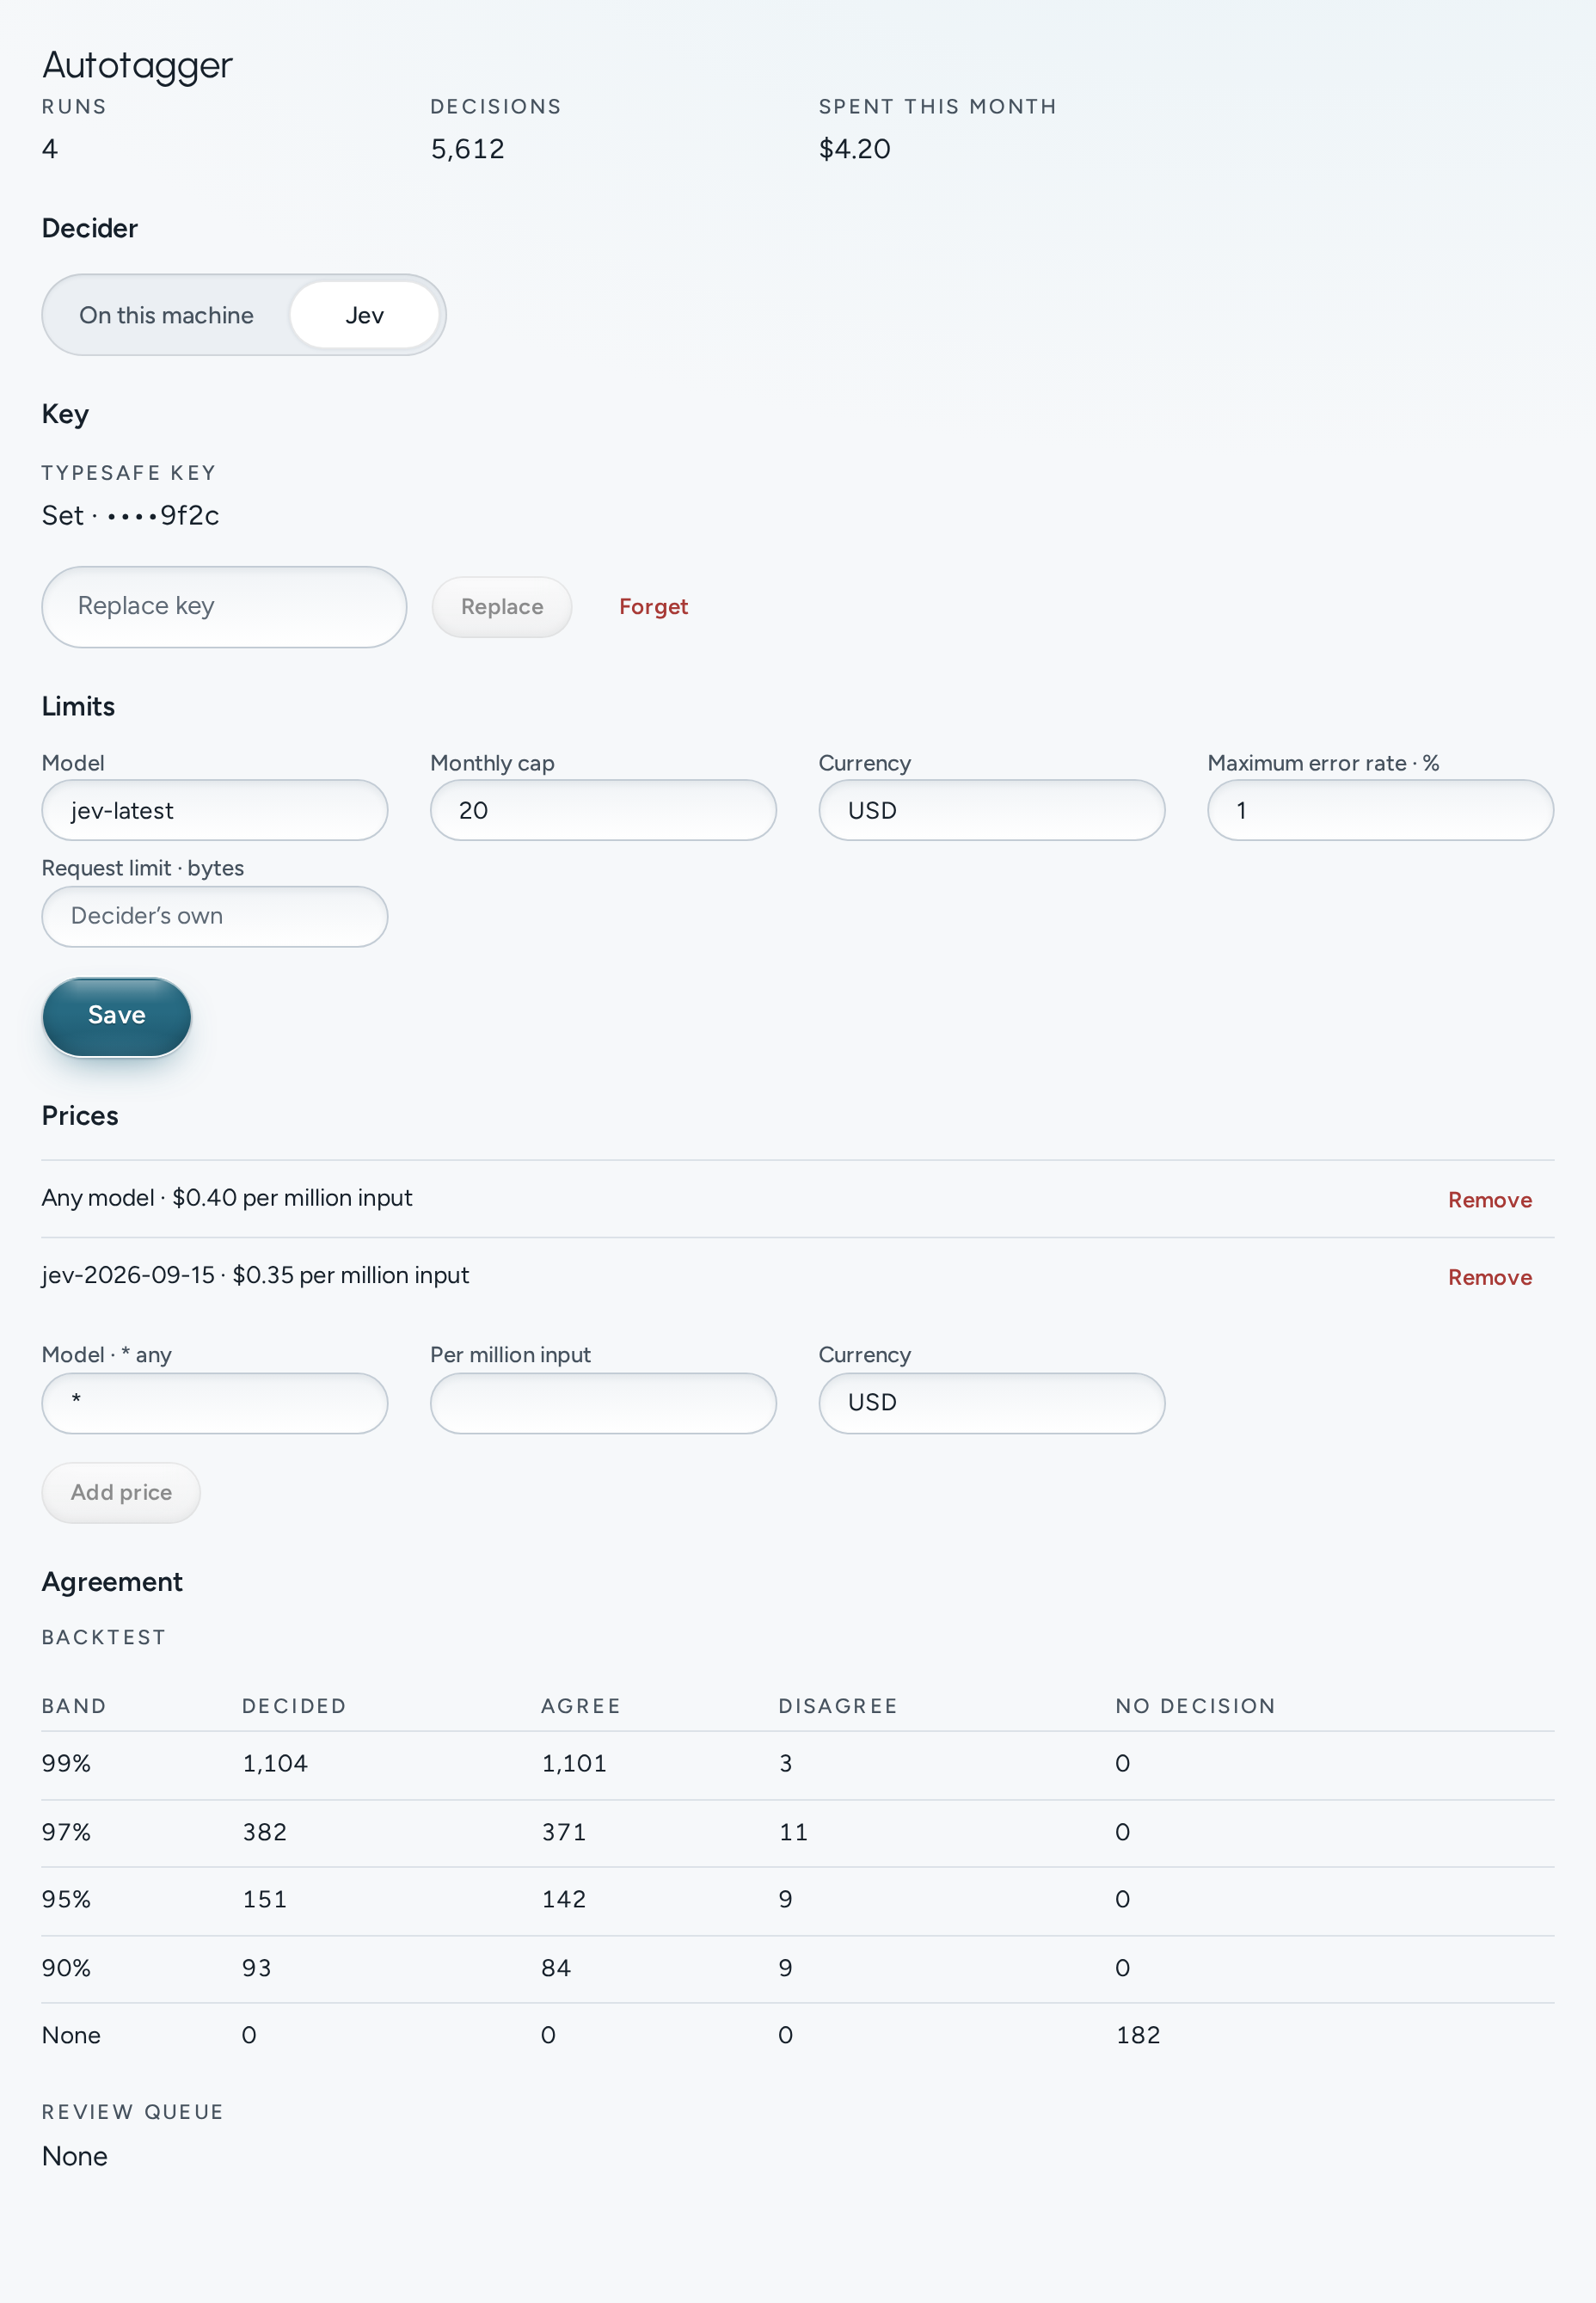 Autotagger
RUNS DECISIONS SPENT THIS MONTH
4 5,612 $4.20
Decider
On this machine Jev
Key
TYPESAFE KEY
Set · ••••9f2c
Replace key Replace Forget
Limits
Model Monthly cap Currency Maximum error rate · %
jev-latest 20 USD 1
Request limit · bytes
Decider’s own
Save
Prices
Any model · $0.40 per million input Remove
jev-2026-09-15 · $0.35 per million input Remove
Model · * any Per million input Currency
* USD
Add price
Agreement
BACKTEST
BAND DECIDED AGREE DISAGREE NO DECISION
99% 1,104 1,101 3 0
97% 382 371 11 0
95% 151 142 9 0
90% 93 84 9 0
None 0 0 0 182
REVIEW QUEUE
None